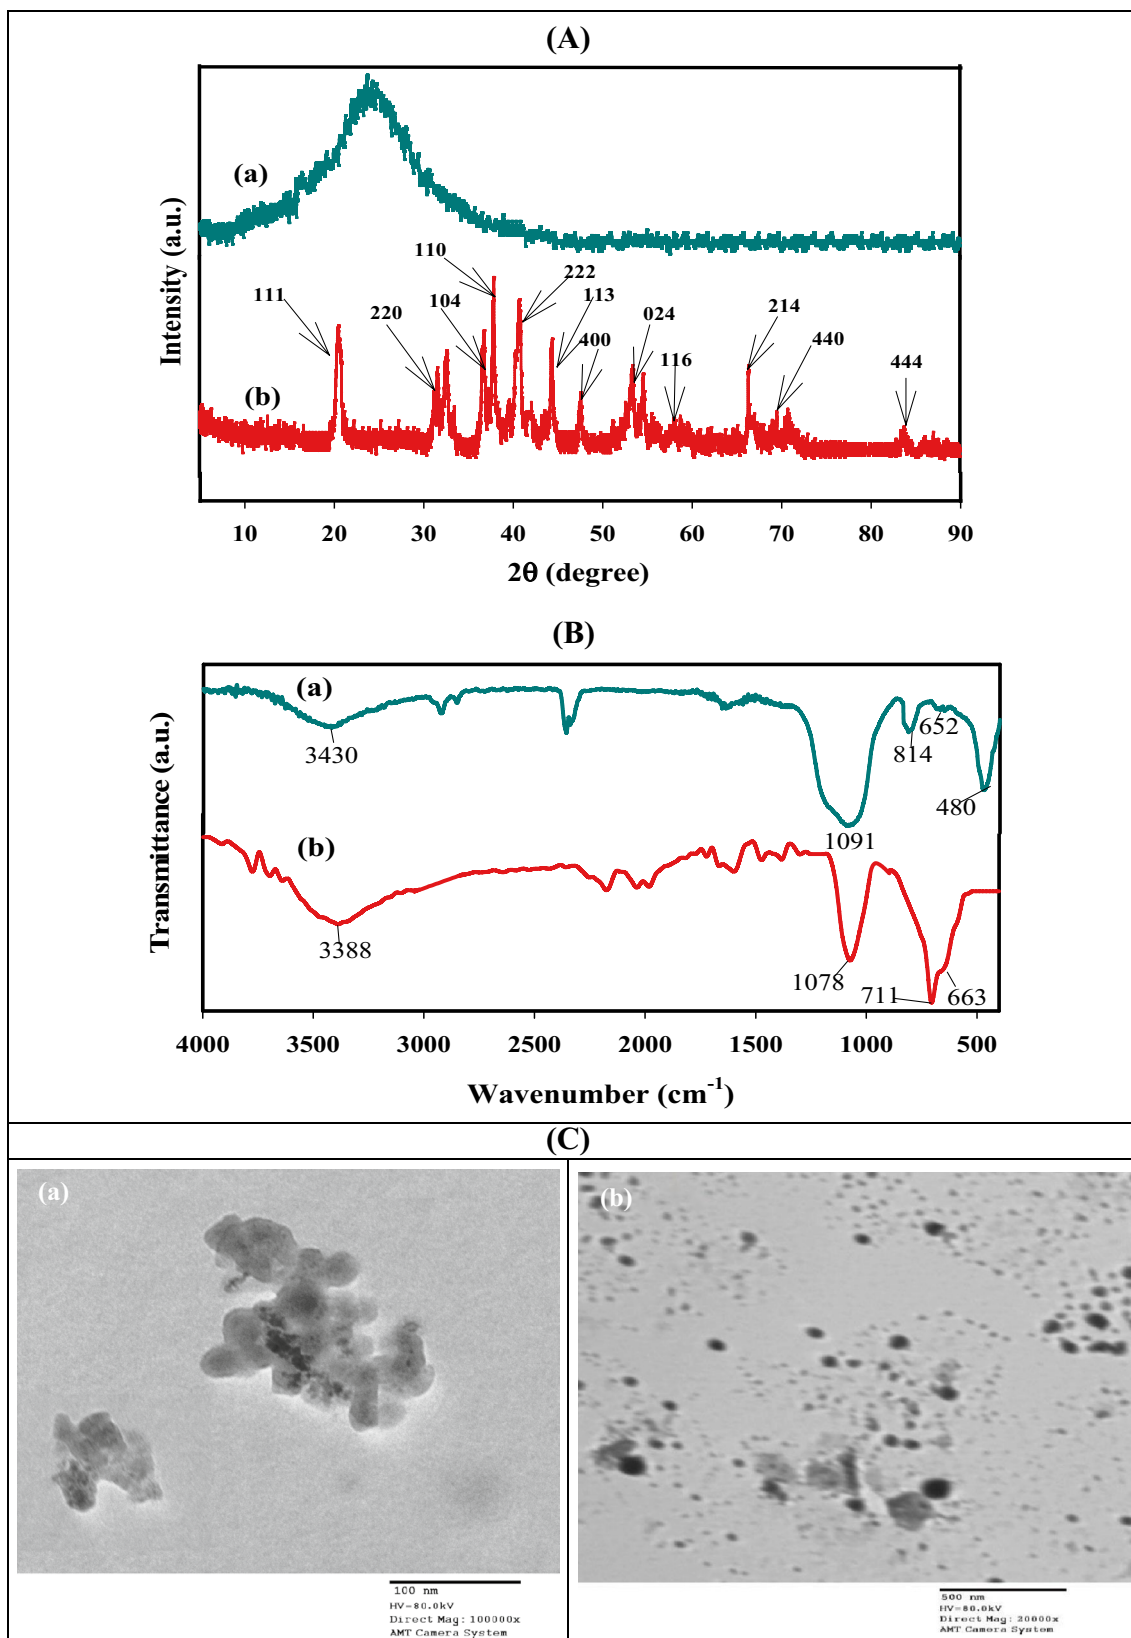 (A)
Intensity (a.u.)
(a)
(b)
111
220
104
110
222
113
400
024
116
214
440
444
10 20 30 40 50 60 70 80 90
2θ (degree)
(B)
Transmittance (a.u.)
(a)
3430
1091
814
652
480
(b)
3388
1078
711
663
4000 3500 3000 2500 2000 1500 1000 500
Wavenumber (cm⁻¹)
(C)
(a)
100 nm
HV=80.0kV
Direct Mag: 100000x
AMT Camera System
(b)
500 nm
HV=80.0kV
Direct Mag: 20000x
AMT Camera System